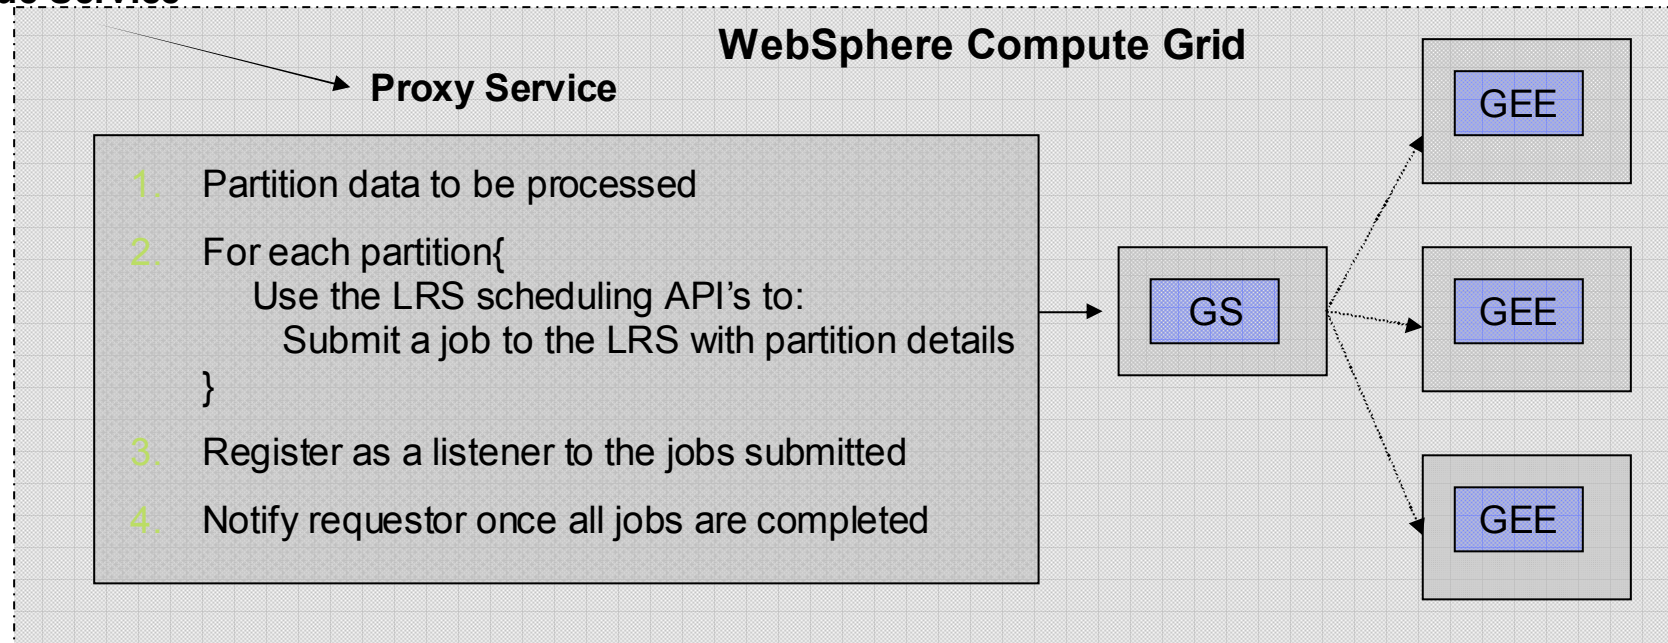 Service
WebSphere Compute Grid
Proxy Service
1. Partition data to be processed
2. For each partition{
Use the LRS scheduling API's to:
Submit a job to the LRS with partition details
}
3. Register as a listener to the jobs submitted
4. Notify requestor once all jobs are completed
GS
GEE
GEE
GEE